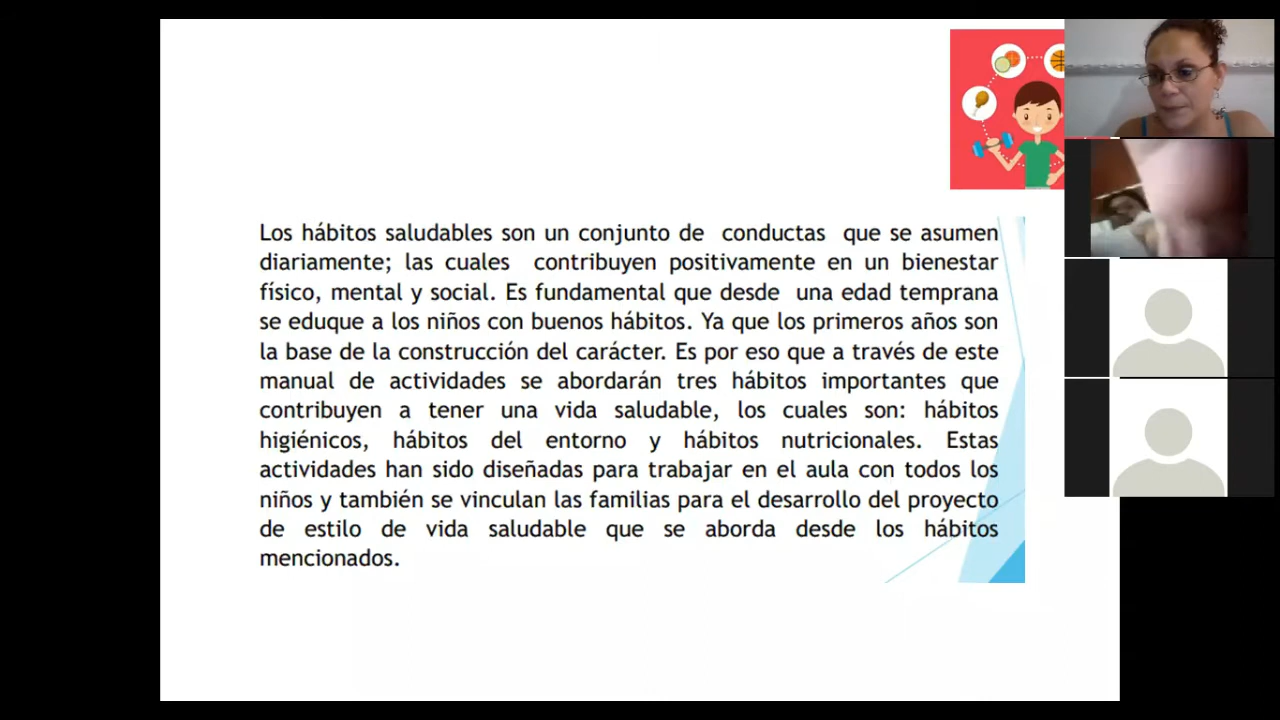 Los hábitos saludables son un conjunto de conductas que se asumen
diariamente; las cuales contribuyen positivamente en un bienestar
físico, mental y social. Es fundamental que desde una edad temprana
se eduque a los niños con buenos hábitos. Ya que los primeros años son
la base de la construcción del carácter. Es por eso que a través de este
manual de actividades se abordarán tres hábitos importantes que
contribuyen a tener una vida saludable, los cuales son: hábitos
higiénicos, hábitos del entorno y hábitos nutricionales. Estas
actividades han sido diseñadas para trabajar en el aula con todos los
niños y también se vinculan las familias para el desarrollo del proyecto
de estilo de vida saludable que se aborda desde los hábitos
mencionados.